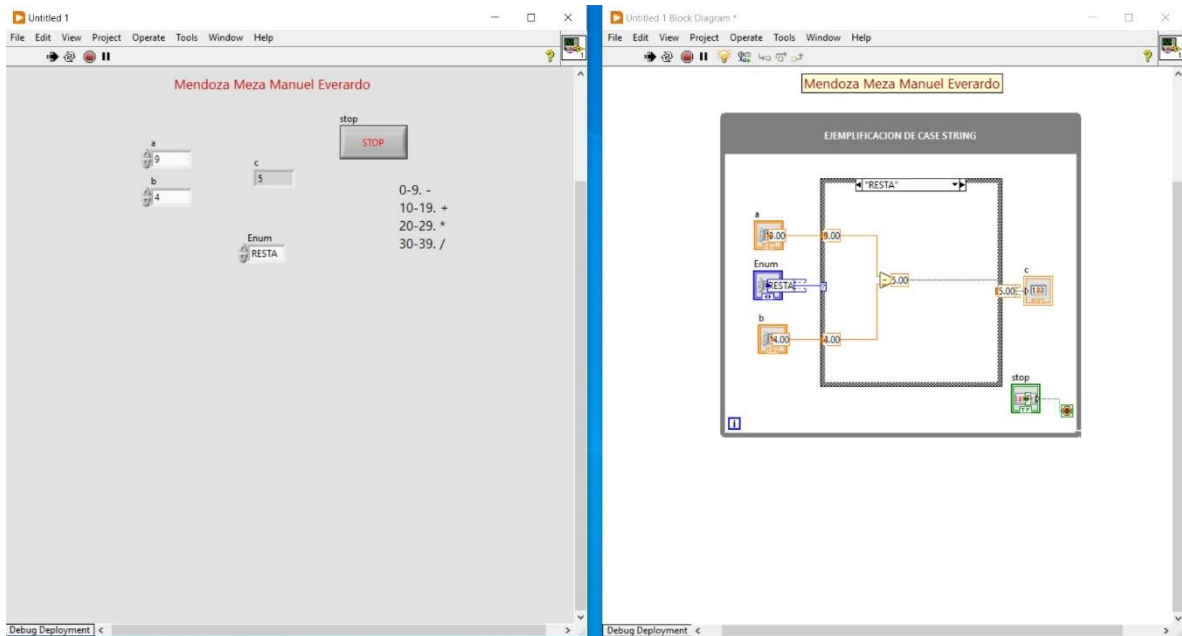 Untitled 1
File Edit View Project Operate Tools Window Help
Mendoza Meza Manuel Everardo
stop
STOP
a
9
c
5
b
4
0-9. -
10-19. +
20-29. *
30-39. /
Enum
RESTA
Debug Deployment
Untitled 1 Block Diagram *
File Edit View Project Operate Tools Window Help
Mendoza Meza Manuel Everardo
EJEMPLIFICACION DE CASE STRING
"RESTA"
a
9.00
Enum
RESTA
5.00
c
5.00
1.23
b
4.00
4.00
stop
TF
i
Debug Deployment